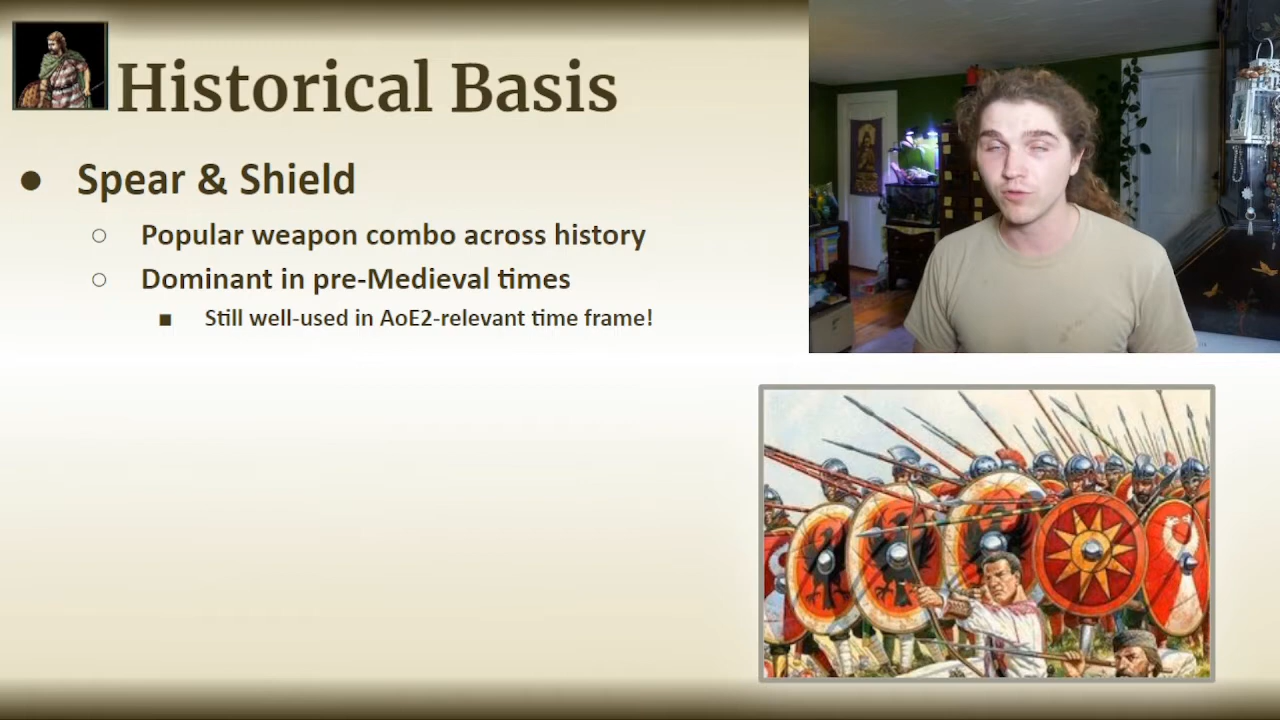 Historical Basis
● Spear & Shield
○ Popular weapon combo across history
○ Dominant in pre-Medieval times
■ Still well-used in AoE2-relevant time frame!